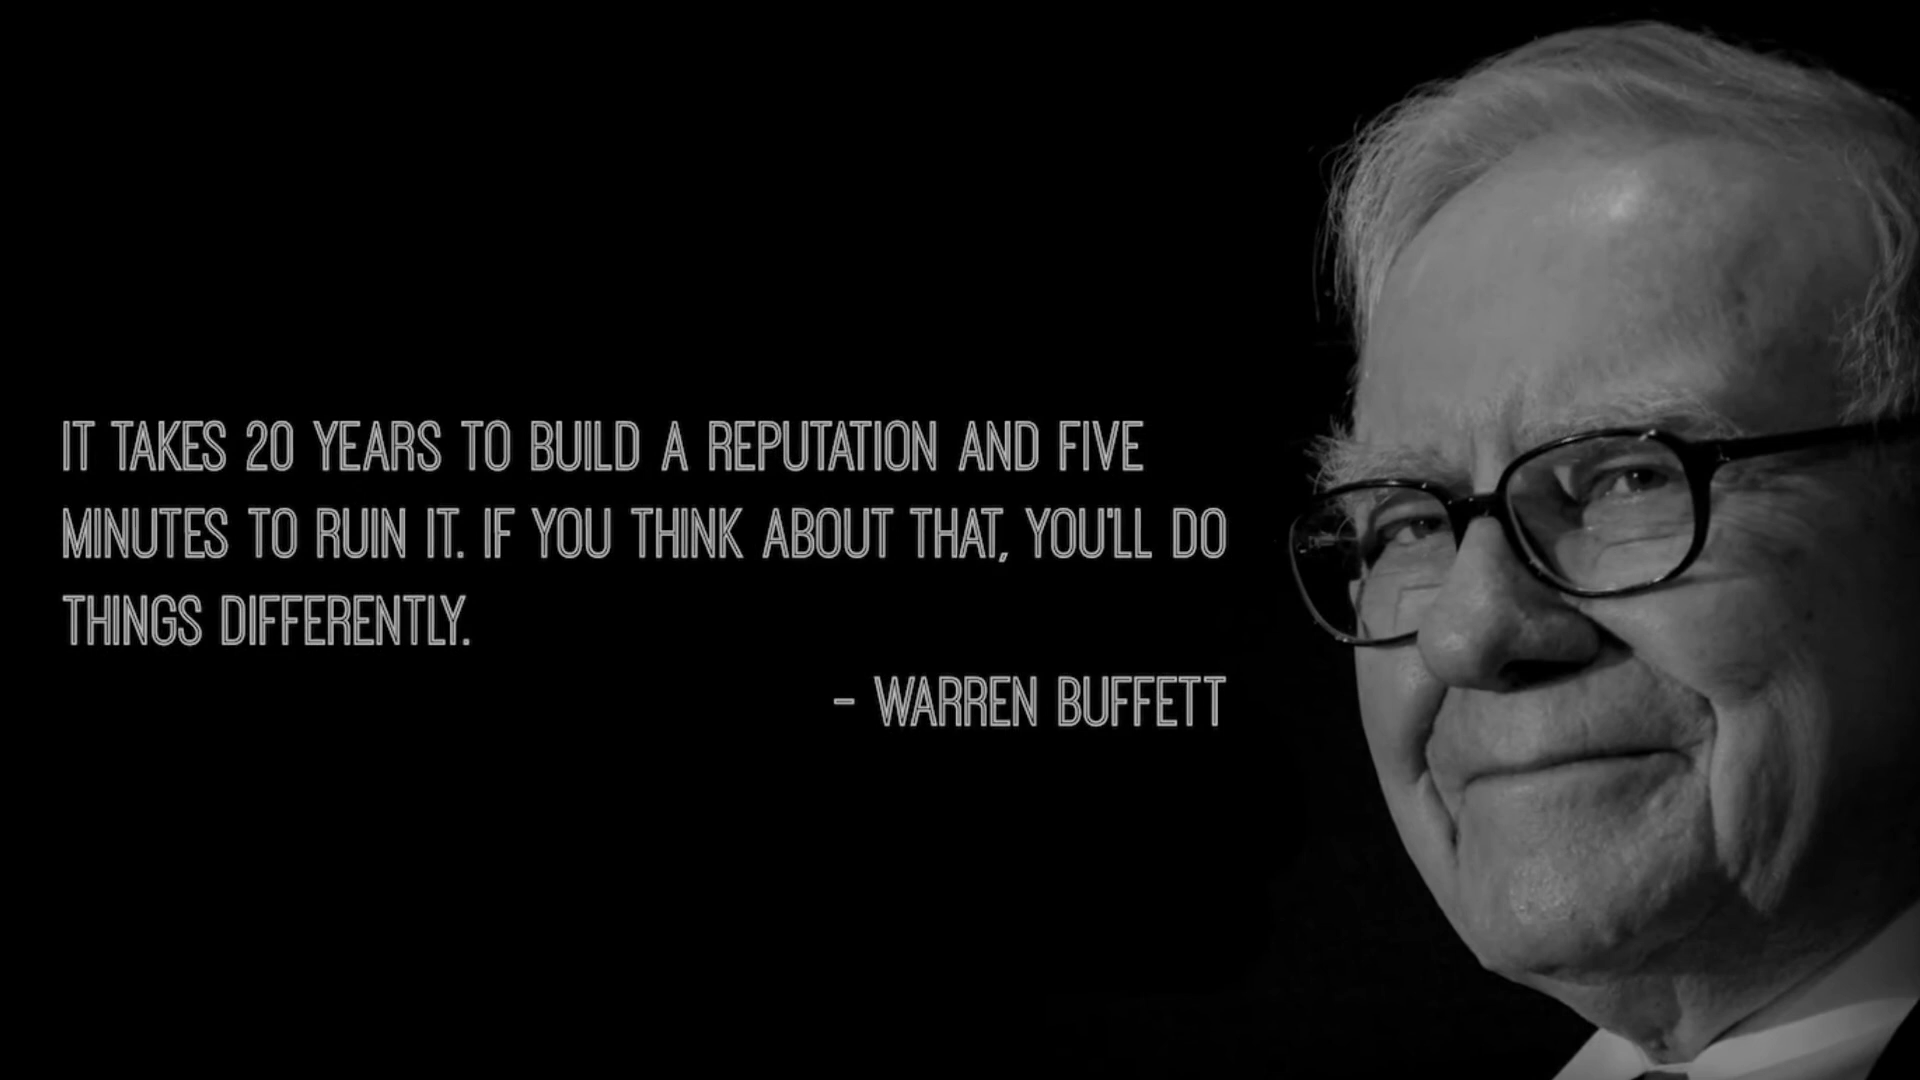 IT TAKES 20 YEARS TO BUILD A REPUTATION AND FIVE
MINUTES TO RUIN IT. IF YOU THINK ABOUT THAT, YOU'LL DO
THINGS DIFFERENTLY.
- WARREN BUFFETT